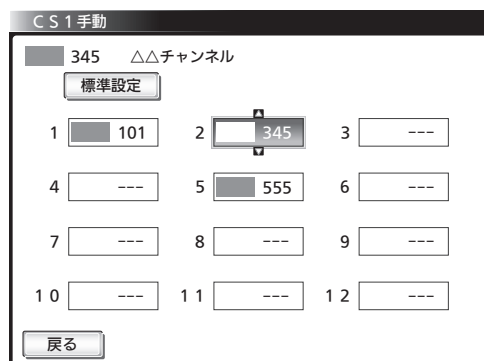 CS1手動
345 △△チャンネル
標準設定
1 101 2 345 3 ---
4 --- 5 555 6 ---
7 --- 8 --- 9 ---
10 --- 11 --- 12 ---
戻る